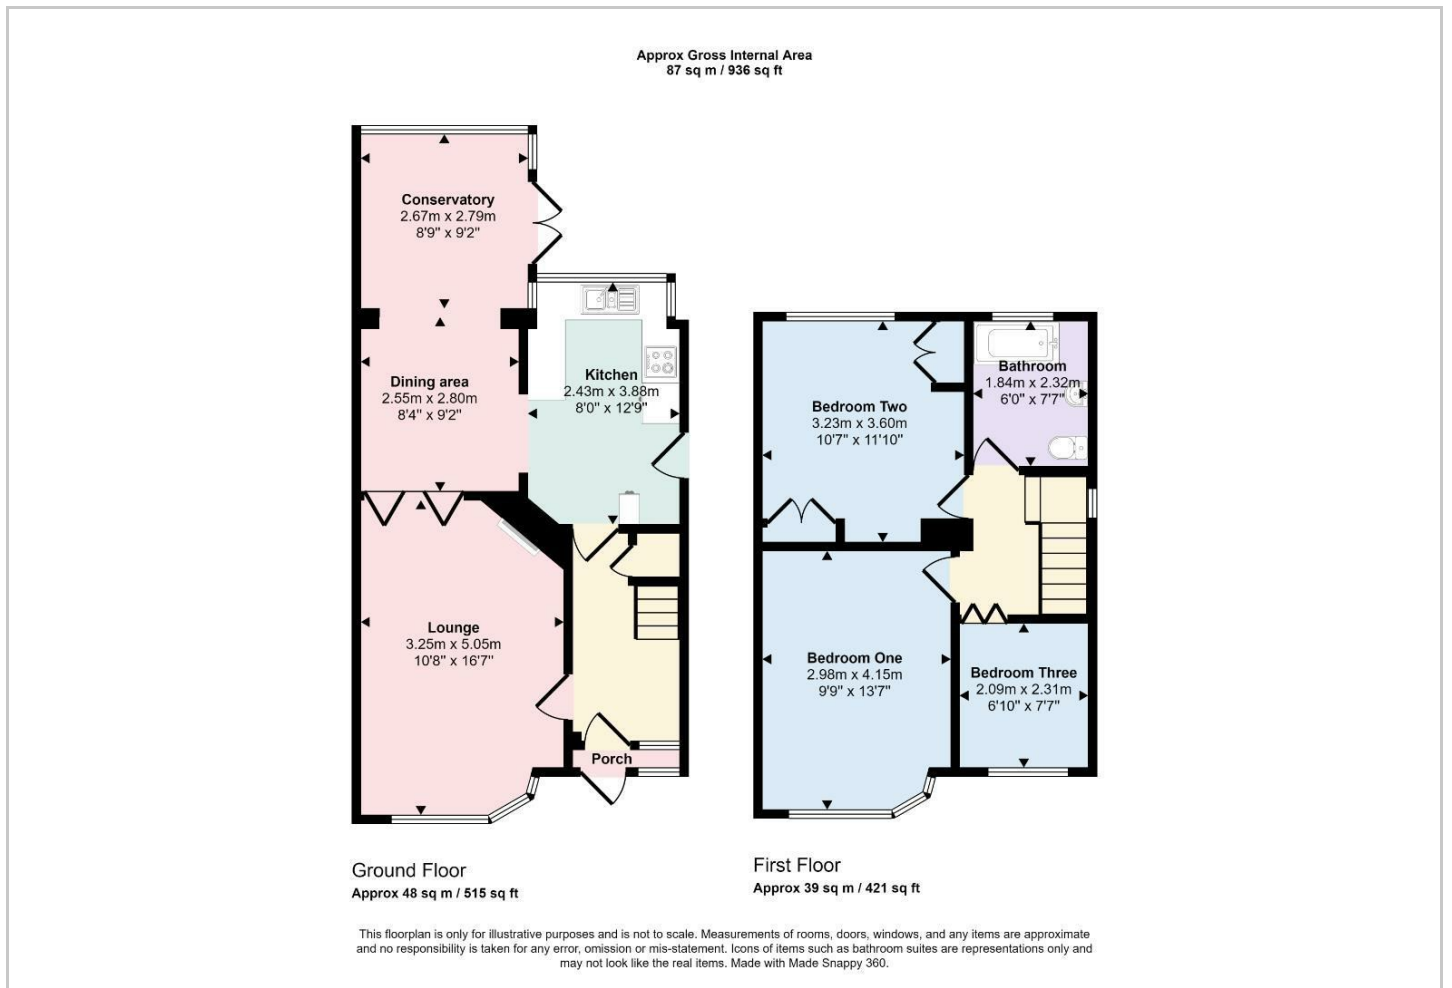 Approx Gross Internal Area
87 sq m / 936 sq ft
Conservatory
2.67m x 2.79m
8'9" x 9'2"
Dining area
2.55m x 2.80m
8'4" x 9'2"
Kitchen
2.43m x 3.88m
8'0" x 12'9"
Lounge
3.25m x 5.05m
10'8" x 16'7"
Porch
Ground Floor
Approx 48 sq m / 515 sq ft
Bedroom Two
3.23m x 3.60m
10'7" x 11'10"
Bathroom
1.84m x 2.32m
6'0" x 7'7"
Bedroom One
2.98m x 4.15m
9'9" x 13'7"
Bedroom Three
2.09m x 2.31m
6'10" x 7'7"
First Floor
Approx 39 sq m / 421 sq ft
This floorplan is only for illustrative purposes and is not to scale. Measurements of rooms, doors, windows, and any items are approximate
and no responsibility is taken for any error, omission or mis-statement. Icons of items such as bathroom suites are representations only and
may not look like the real items. Made with Made Snappy 360.